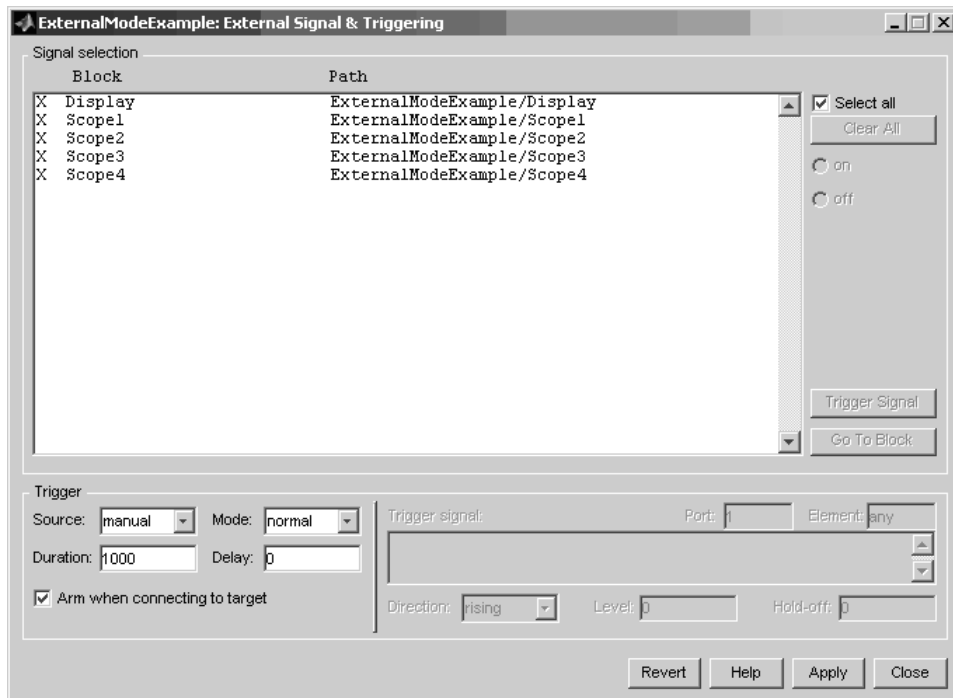 ExternalModeExample: External Signal & Triggering
Signal selection
Block Path
X Display ExternalModeExample/Display
X Scope1 ExternalModeExample/Scope1
X Scope2 ExternalModeExample/Scope2
X Scope3 ExternalModeExample/Scope3
X Scope4 ExternalModeExample/Scope4
Select all
Clear All
on
off
Trigger Signal
Go To Block
Trigger
Source: manual Mode: normal
Duration: 1000 Delay: 0
Arm when connecting to target
Trigger signal: Port: 1 Element: any
Direction: rising Level: 0 Hold-off: 0
Revert Help Apply Close